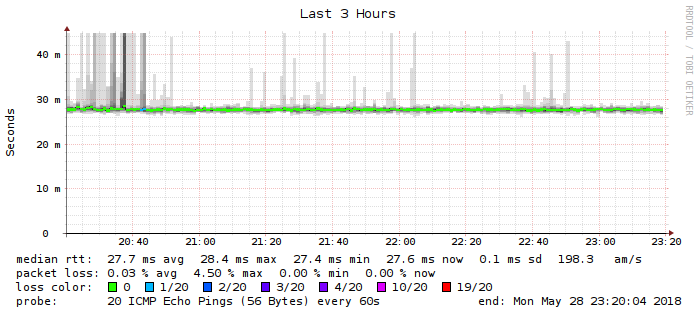 Last 3 Hours
RRDTOOL / TOBI OETIKER
Seconds
40 m
30 m
20 m
10 m
0
20:40 21:00 21:20 21:40 22:00 22:20 22:40 23:00 23:20
median rtt: 27.7 ms avg 28.4 ms max 27.4 ms min 27.6 ms now 0.1 ms sd 198.3 am/s
packet loss: 0.03 % avg 4.50 % max 0.00 % min 0.00 % now
loss color: 0 1/20 2/20 3/20 4/20 10/20 19/20
probe: 20 ICMP Echo Pings (56 Bytes) every 60s end: Mon May 28 23:20:04 2018